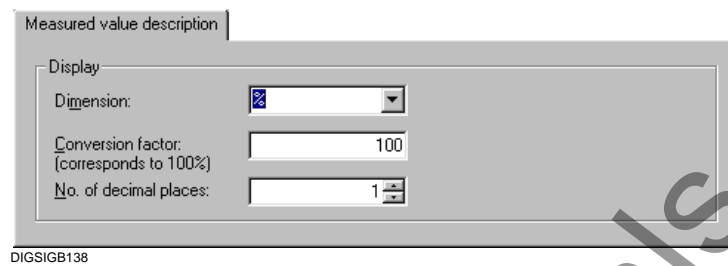 Measured value description
Display
Dimension: %
Conversion factor: 100
(corresponds to 100%)
No. of decimal places: 1
DIGSIGB138